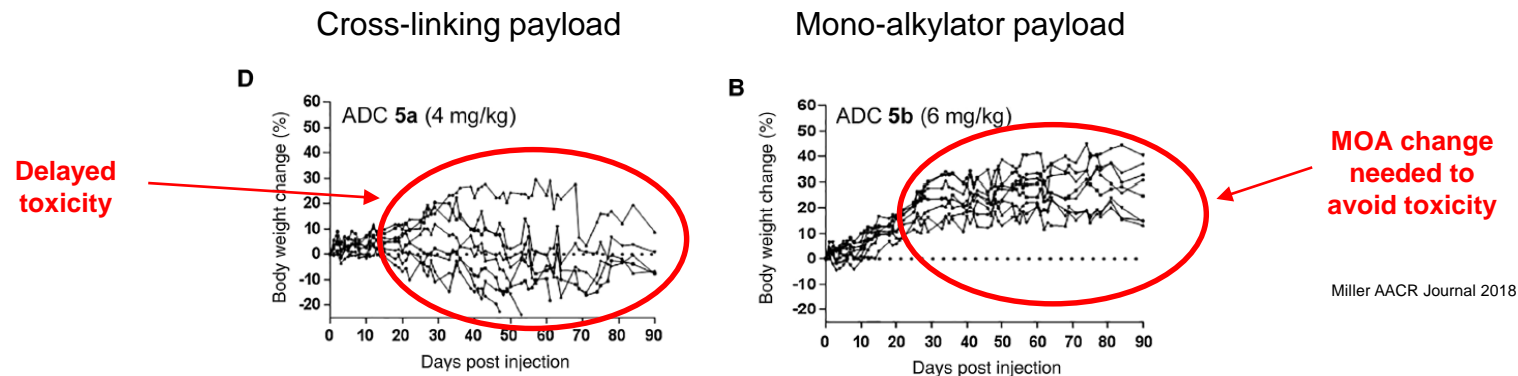 Cross-linking payload
Mono-alkylator payload
D
ADC 5a (4 mg/kg)
Body weight change (%)
60
50
40
30
20
10
0
-10
-20
0 10 20 30 40 50 60 70 80 90
Days post injection
Delayed
toxicity
B
ADC 5b (6 mg/kg)
Body weight change (%)
60
50
40
30
20
10
0
-10
-20
0 10 20 30 40 50 60 70 80 90
Days post injection
MOA change
needed to
avoid toxicity
Miller AACR Journal 2018